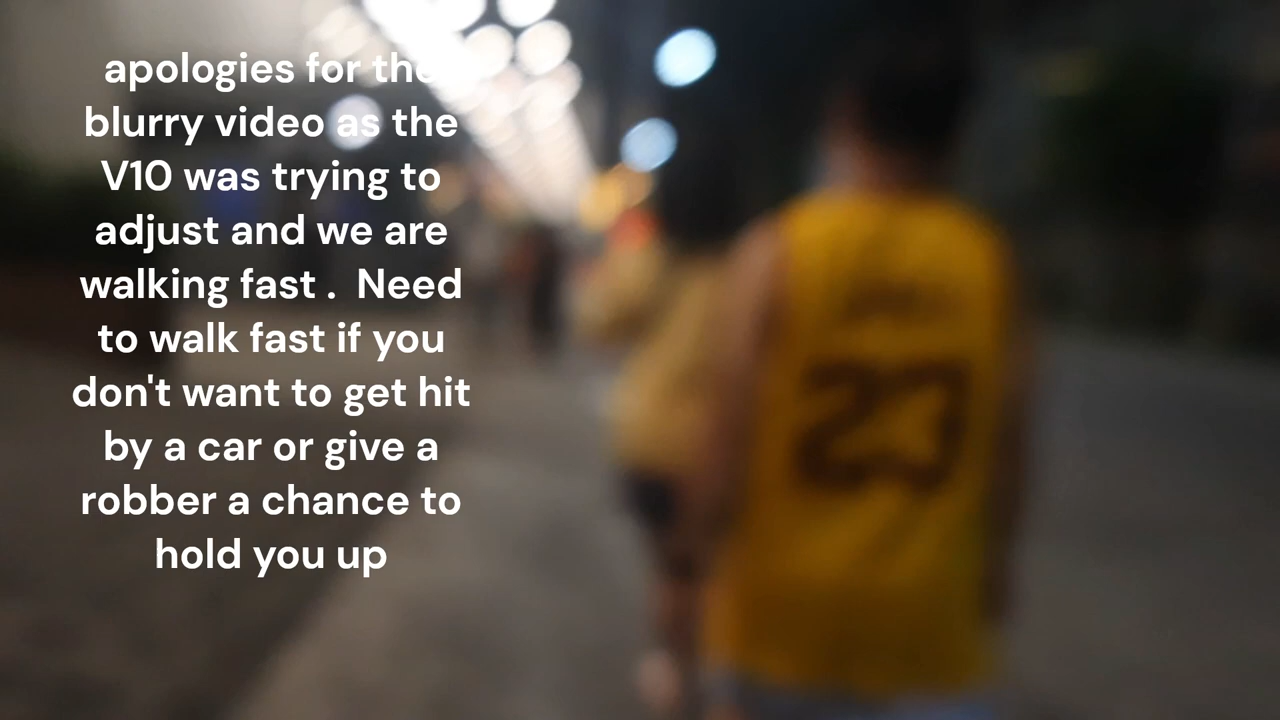 apologies for the
blurry video as the
V10 was trying to
adjust and we are
walking fast .  Need
to walk fast if you
don't want to get hit
by a car or give a
robber a chance to
hold you up
23